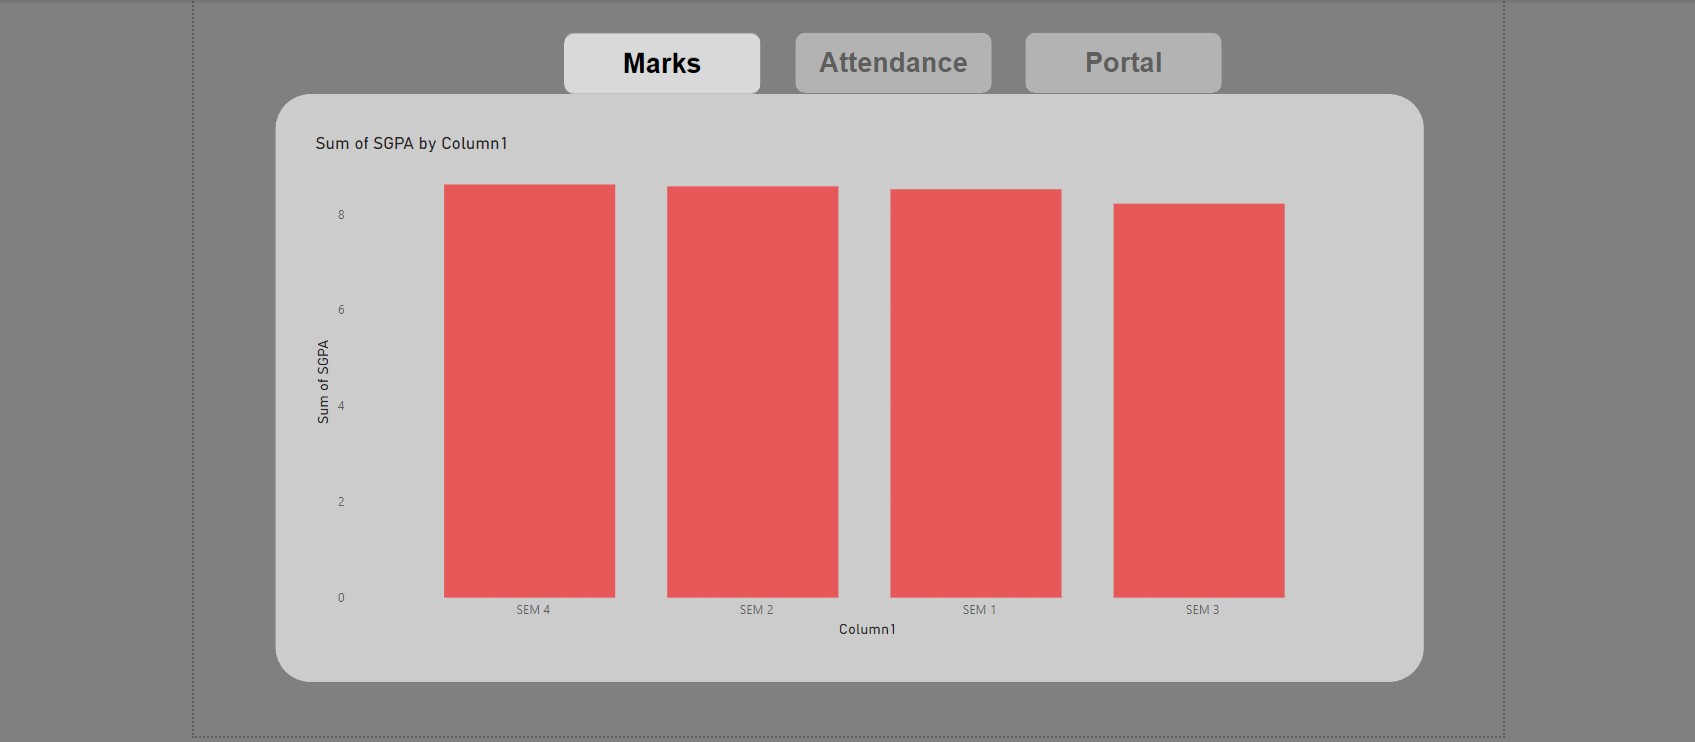 Marks
Attendance
Portal
Sum of SGPA by Column1
Sum of SGPA
8
6
4
2
0
SEM 4
SEM 2
SEM 1
SEM 3
Column1